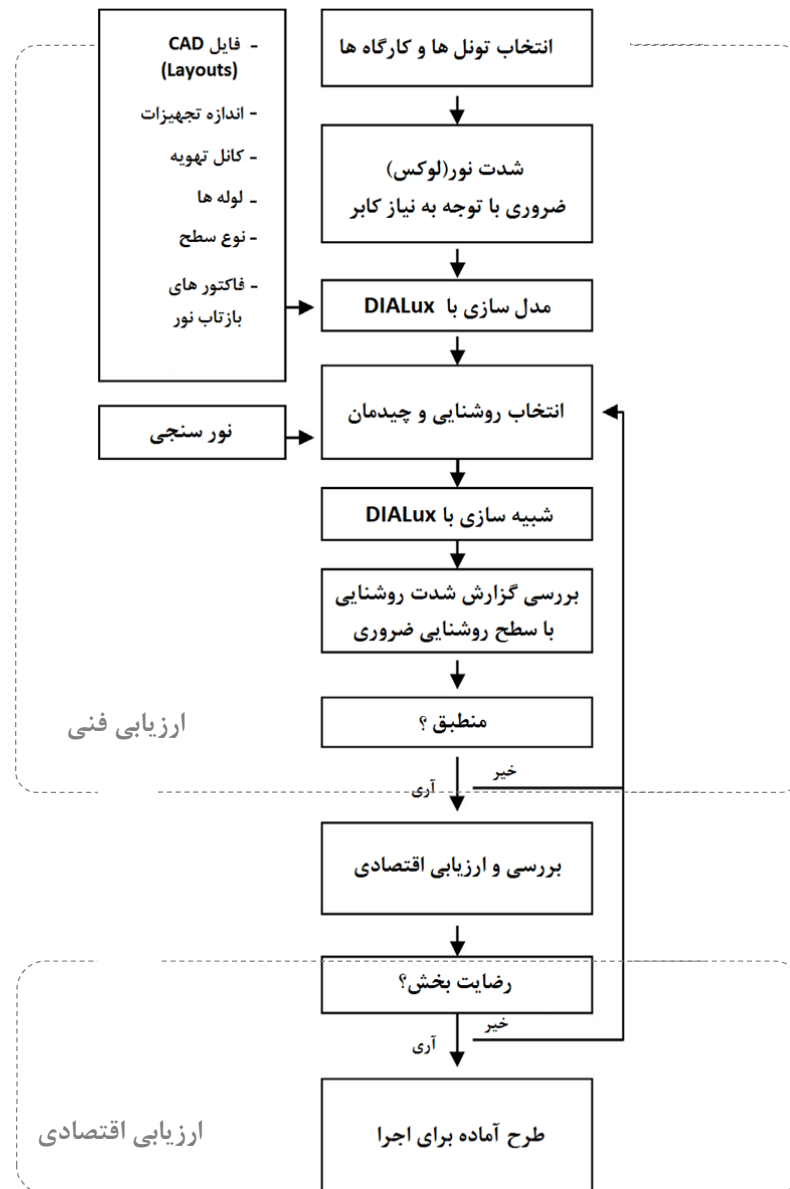 انتخاب تونل ها و کارگاه ها
- فایل CAD
(Layouts)
- اندازه تجهیزات
- کانل تهویه
- لوله ها
- نوع سطح
- فاکتور های
بازتاب نور
شدت نور(لوکس)
ضروری با توجه به نیاز کابر
مدل سازی با DIALux
انتخاب روشنایی و چیدمان
نور سنجی
شبیه سازی با DIALux
بررسی گزارش شدت روشنایی
با سطح روشنایی ضروری
منطبق ؟
ارزیابی فنی
خیر
آری
بررسی و ارزیابی اقتصادی
رضایت بخش؟
خیر
آری
طرح آماده برای اجرا
ارزیابی اقتصادی